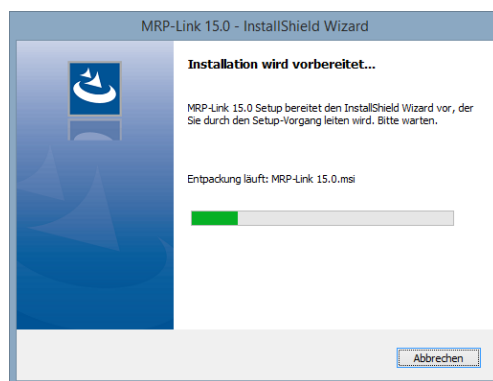 MRP-Link 15.0 - InstallShield Wizard
Installation wird vorbereitet...
MRP-Link 15.0 Setup bereitet den InstallShield Wizard vor, der
Sie durch den Setup-Vorgang leiten wird. Bitte warten.
Entpackung läuft: MRP-Link 15.0.msi
Abbrechen